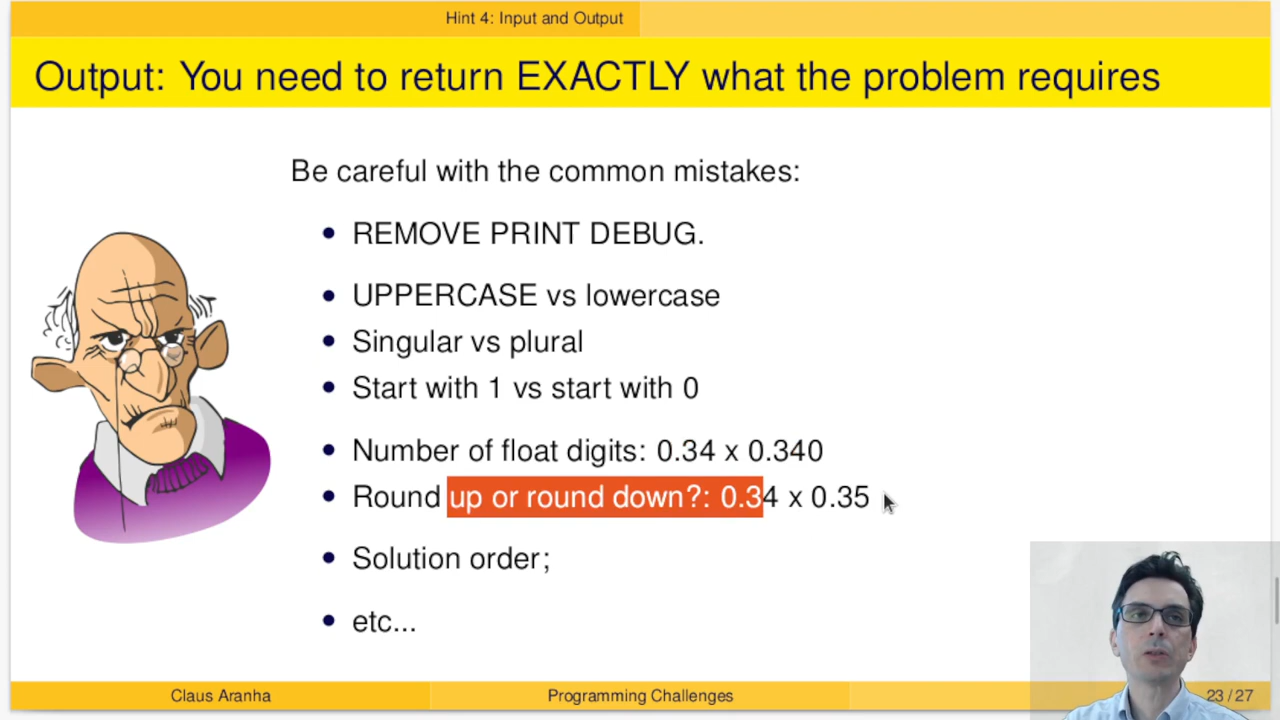 Hint 4: Input and Output
Output: You need to return EXACTLY what the problem requires
Be careful with the common mistakes:
• REMOVE PRINT DEBUG.
• UPPERCASE vs lowercase
• Singular vs plural
• Start with 1 vs start with 0
• Number of float digits: 0.34 x 0.340
• Round up or round down?: 0.34 x 0.35
• Solution order;
• etc...
Claus Aranha
Programming Challenges
23 / 27